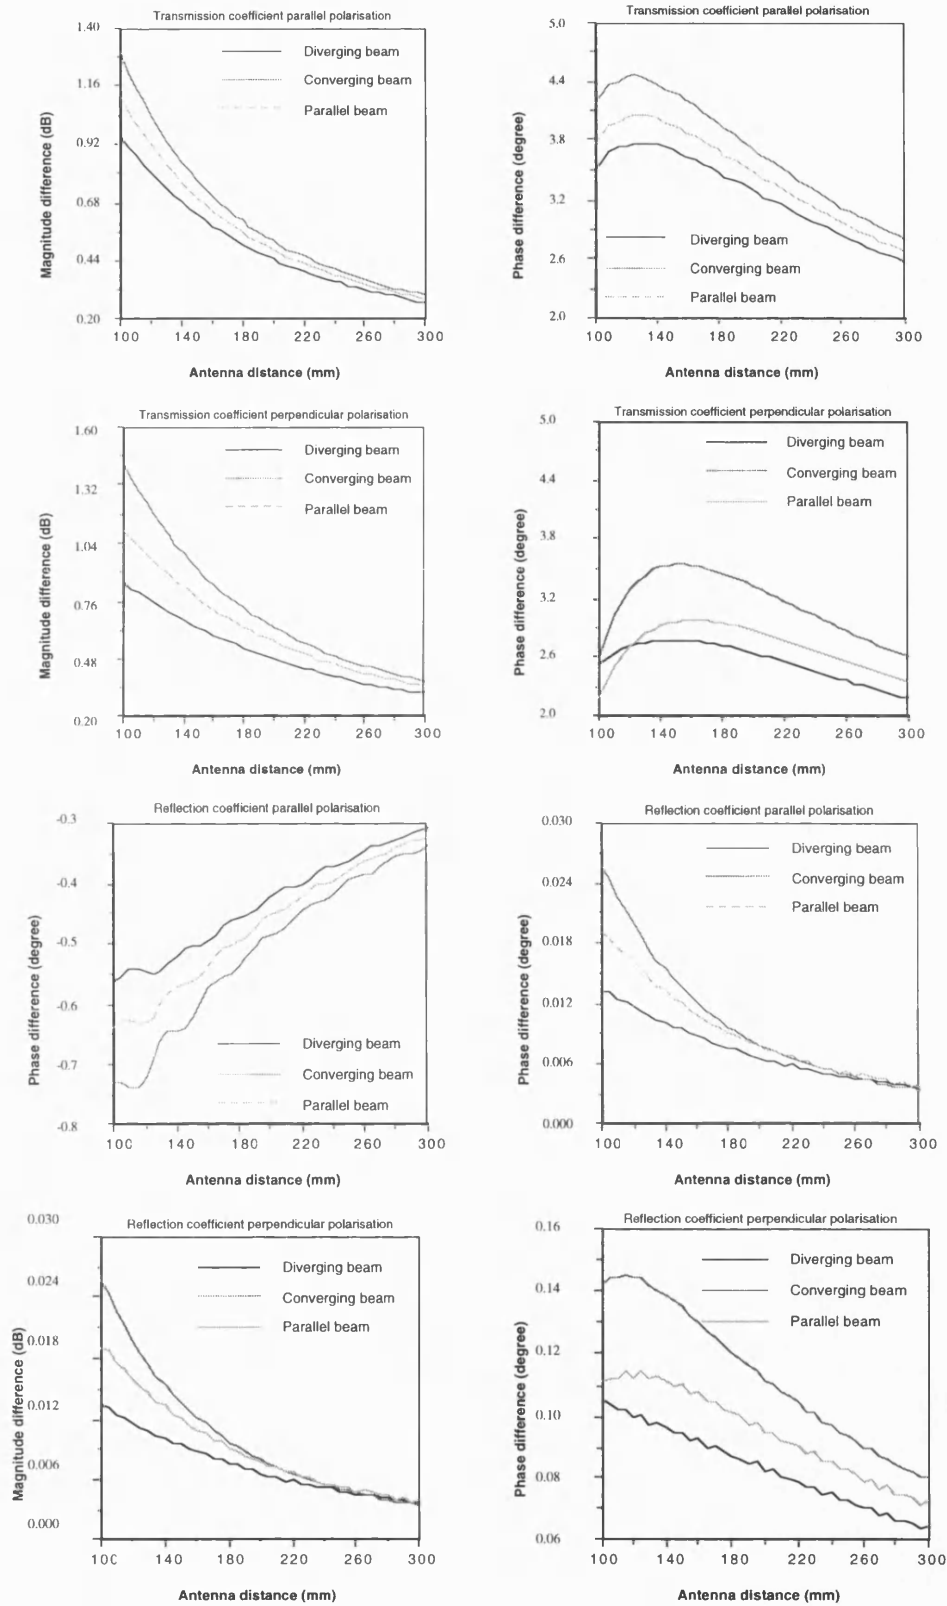 Transmission coefficient parallel polarisation
1.40
1.16
0.92
0.68
0.44
0.20
Magnitude difference (dB)
Diverging beam
Converging beam
Parallel beam
100 140 180 220 260 300
Antenna distance (mm)
Transmission coefficient parallel polarisation
5.0
4.4
3.8
3.2
2.6
2.0
Phase difference (degree)
Diverging beam
Converging beam
Parallel beam
100 140 180 220 260 300
Antenna distance (mm)
Transmission coefficient perpendicular polarisation
1.60
1.32
1.04
0.76
0.48
0.20
Magnitude difference (dB)
Diverging beam
Converging beam
Parallel beam
100 140 180 220 260 300
Antenna distance (mm)
Transmission coefficient perpendicular polarisation
5.0
4.4
3.8
3.2
2.6
2.0
Phase difference (degree)
Diverging beam
Converging beam
Parallel beam
100 140 180 220 260 300
Antenna distance (mm)
Reflection coefficient parallel polarisation
-0.3
-0.4
-0.5
-0.6
-0.7
-0.8
Phase difference (degree)
Diverging beam
Converging beam
Parallel beam
100 140 180 220 260 300
Antenna distance (mm)
Reflection coefficient parallel polarisation
0.030
0.024
0.018
0.012
0.006
0.000
Phase difference (degree)
Diverging beam
Converging beam
Parallel beam
100 140 180 220 260 300
Antenna distance (mm)
Reflection coefficient perpendicular polarisation
0.030
0.024
0.018
0.012
0.006
0.000
Magnitude difference (dB)
Diverging beam
Converging beam
Parallel beam
100 140 180 220 260 300
Antenna distance (mm)
Reflection coefficient perpendicular polarisation
0.16
0.14
0.12
0.10
0.08
0.06
Phase difference (degree)
Diverging beam
Converging beam
Parallel beam
100 140 180 220 260 300
Antenna distance (mm)